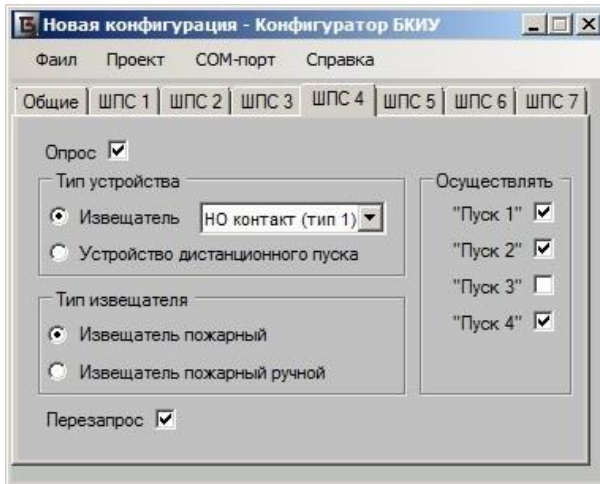 Новая конфигурация - Конфигуратор БКИУ
Фаил Проект COM-порт Справка
Общие ШПС 1 ШПС 2 ШПС 3 ШПС 4 ШПС 5 ШПС 6 ШПС 7
Опрос
Тип устройства
Извещатель НО контакт (тип 1)
Устройство дистанционного пуска
Тип извещателя
Извещатель пожарный
Извещатель пожарный ручной
Перезапрос
Осуществлять
"Пуск 1"
"Пуск 2"
"Пуск 3"
"Пуск 4"